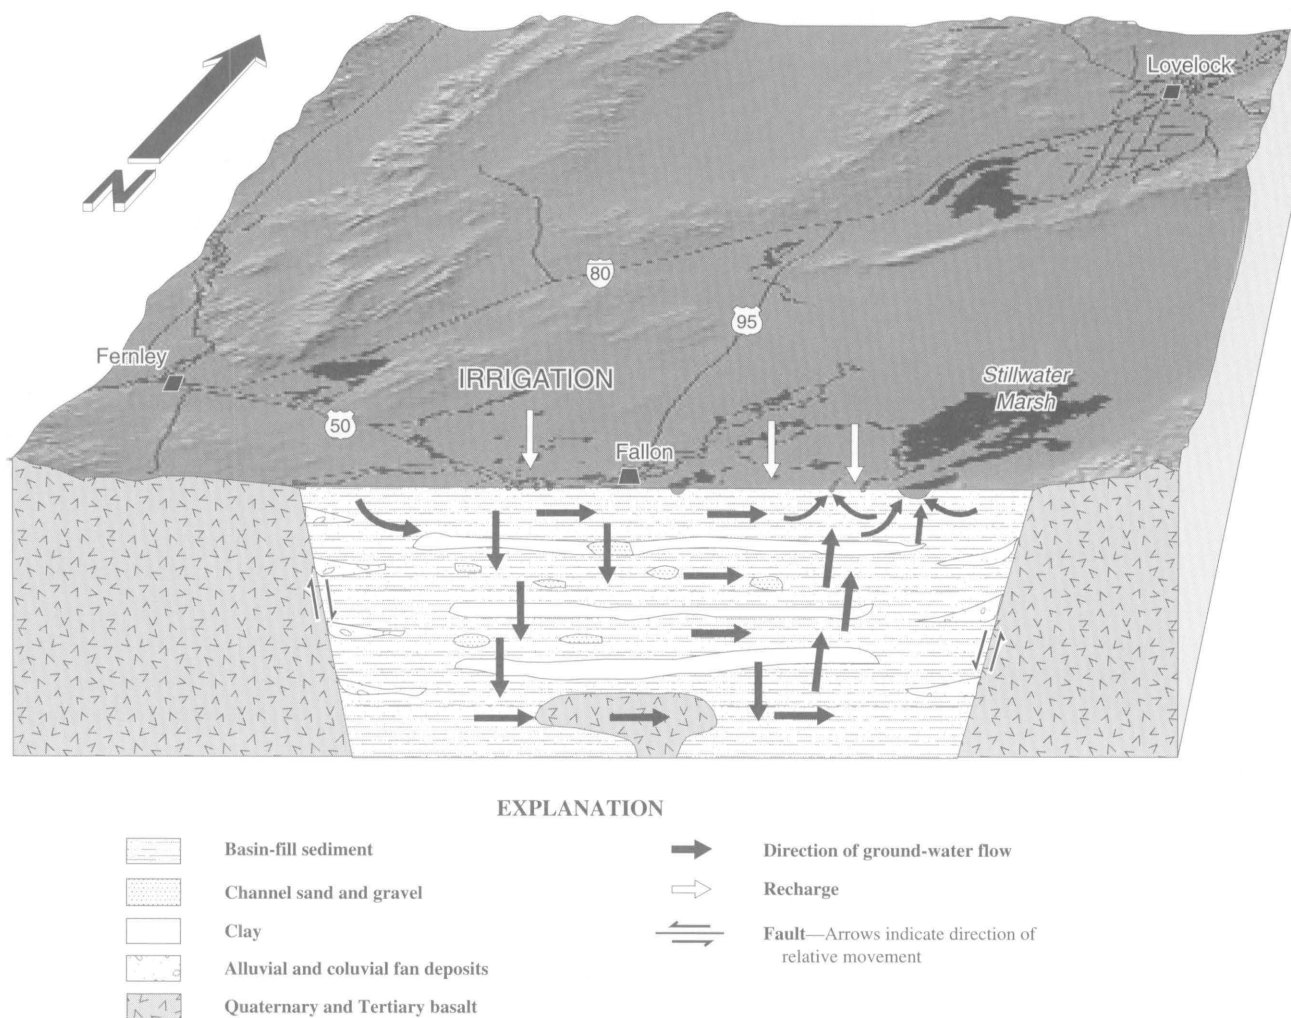 N
Lovelock
80
95
Fernley
IRRIGATION
Stillwater
Marsh
50
Fallon
EXPLANATION
Basin-fill sediment
Channel sand and gravel
Clay
Alluvial and coluvial fan deposits
Quaternary and Tertiary basalt
Direction of ground-water flow
Recharge
Fault—Arrows indicate direction of
relative movement